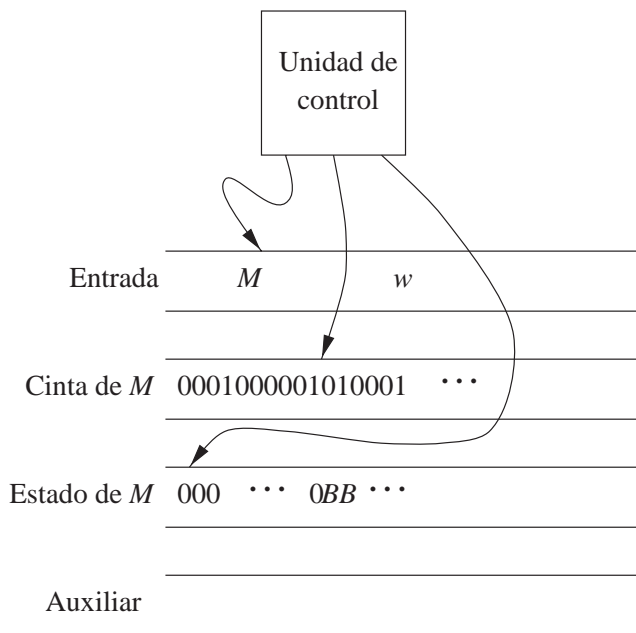 Unidad de
control
Entrada M w
Cinta de M 0001000001010001 ···
Estado de M 000 ··· 0BB ···
Auxiliar